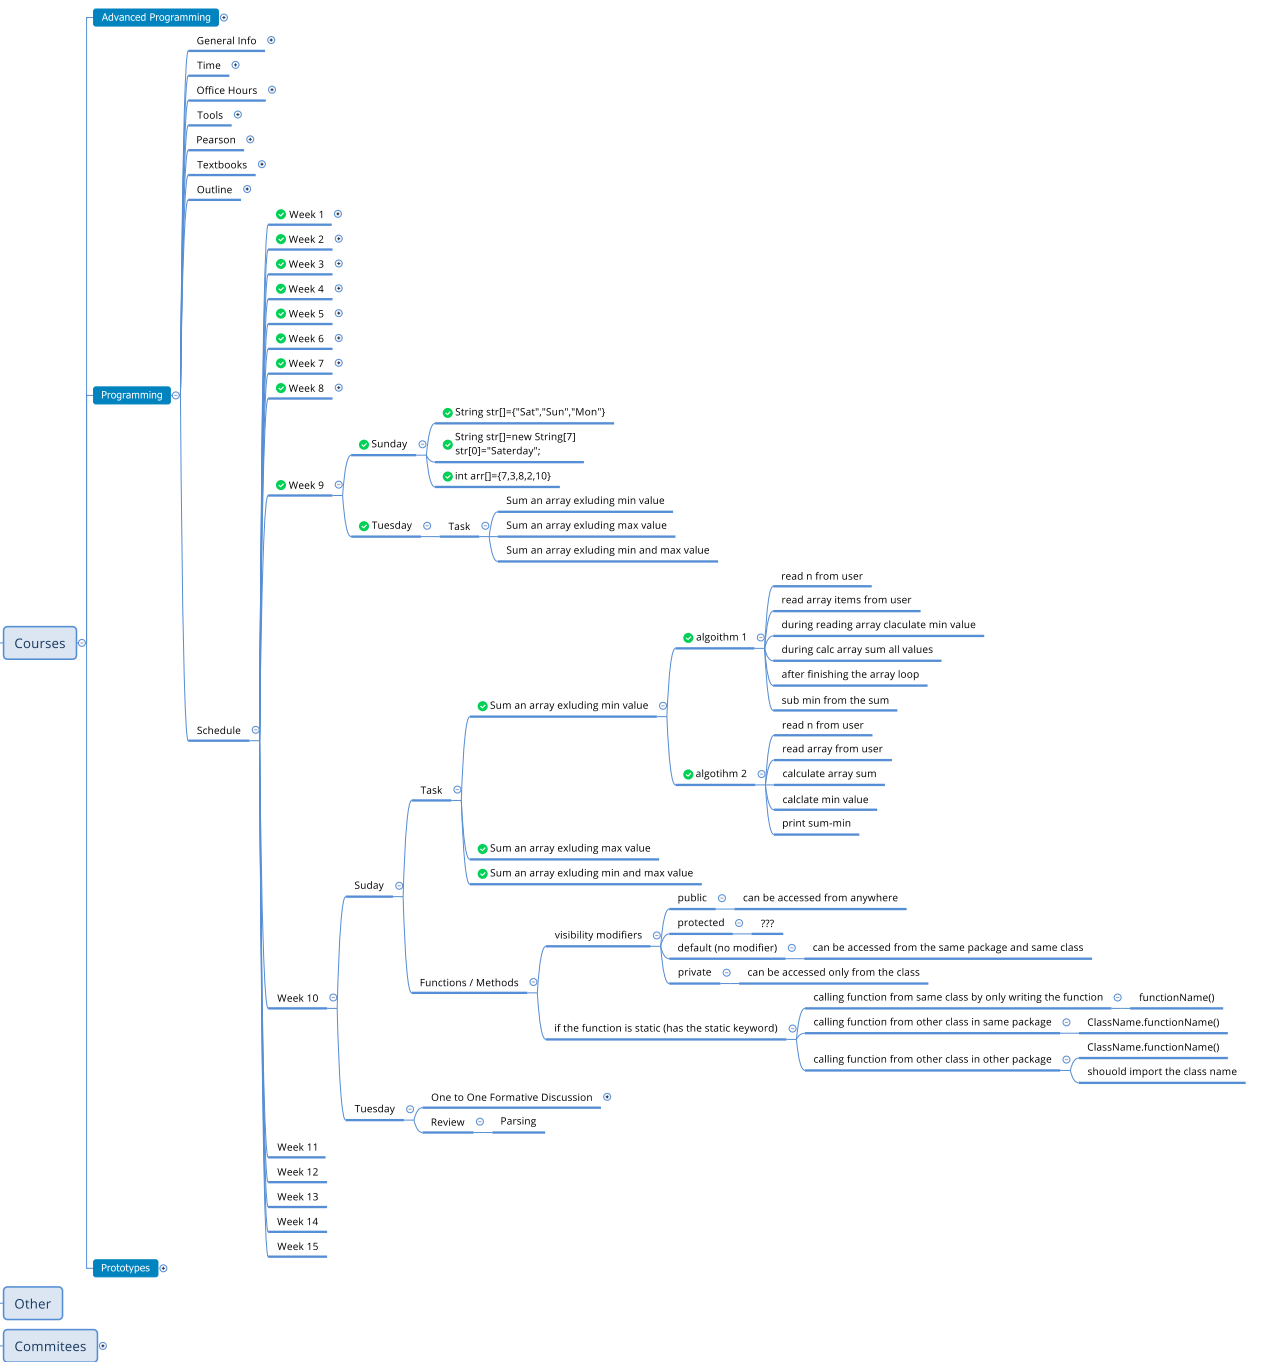 Advanced Programming
General Info
Time
Office Hours
Tools
Pearson
Textbooks
Outline
Week 1
Week 2
Week 3
Week 4
Week 5
Week 6
Week 7
Programming
Week 8
String str[]={"Sat","Sun","Mon"}
Sunday
String str[]=new String[7]
str[0]="Saterday";
int arr[]={7,3,8,2,10}
Week 9
Sum an array exluding min value
Tuesday
Task
Sum an array exluding max value
Sum an array exluding min and max value
read n from user
read array items from user
during reading array claculate min value
algoithm 1
during calc array sum all values
after finishing the array loop
sub min from the sum
Courses
Sum an array exluding min value
Schedule
read n from user
read array from user
algotihm 2
calculate array sum
calclate min value
print sum-min
Task
Sum an array exluding max value
Sum an array exluding min and max value
Suday
public
can be accessed from anywhere
protected
???
visibility modifiers
default (no modifier)
can be accessed from the same package and same class
private
can be accessed only from the class
Functions / Methods
Week 10
calling function from same class by only writing the function
functionName()
if the function is static (has the static keyword)
calling function from other class in same package
ClassName.functionName()
calling function from other class in other package
ClassName.functionName()
shouold import the class name
Tuesday
One to One Formative Discussion
Review
Parsing
Week 11
Week 12
Week 13
Week 14
Week 15
Prototypes
Other
Commitees